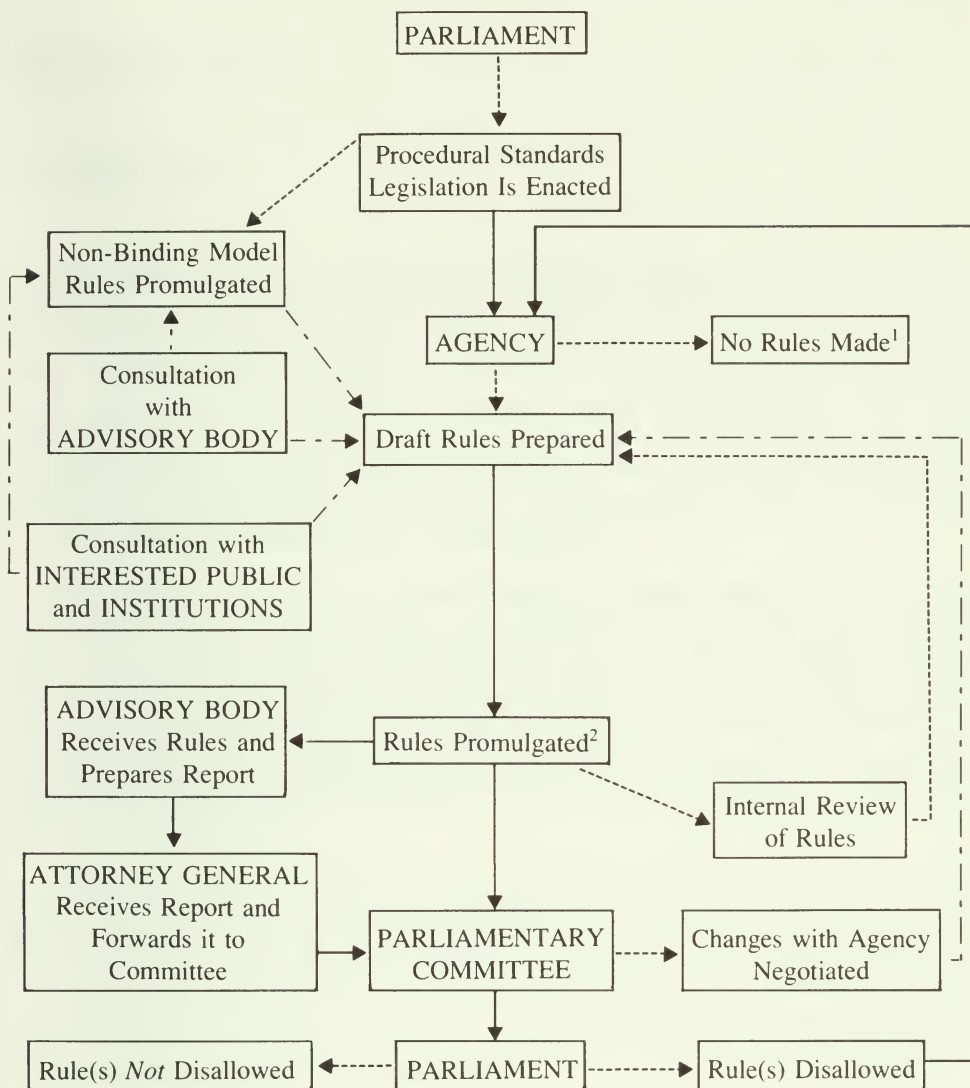 PARLIAMENT
Procedural Standards
Legislation Is Enacted
Non-Binding Model
Rules Promulgated
AGENCY
No Rules Made¹
Consultation
with
ADVISORY BODY
Draft Rules Prepared
Consultation with
INTERESTED PUBLIC
and INSTITUTIONS
ADVISORY BODY
Receives Rules and
Prepares Report
Rules Promulgated²
Internal Review
of Rules
ATTORNEY GENERAL
Receives Report and
Forwards it to
Committee
PARLIAMENTARY
COMMITTEE
Changes with Agency
Negotiated
Rule(s) Not Disallowed
PARLIAMENT
Rule(s) Disallowed